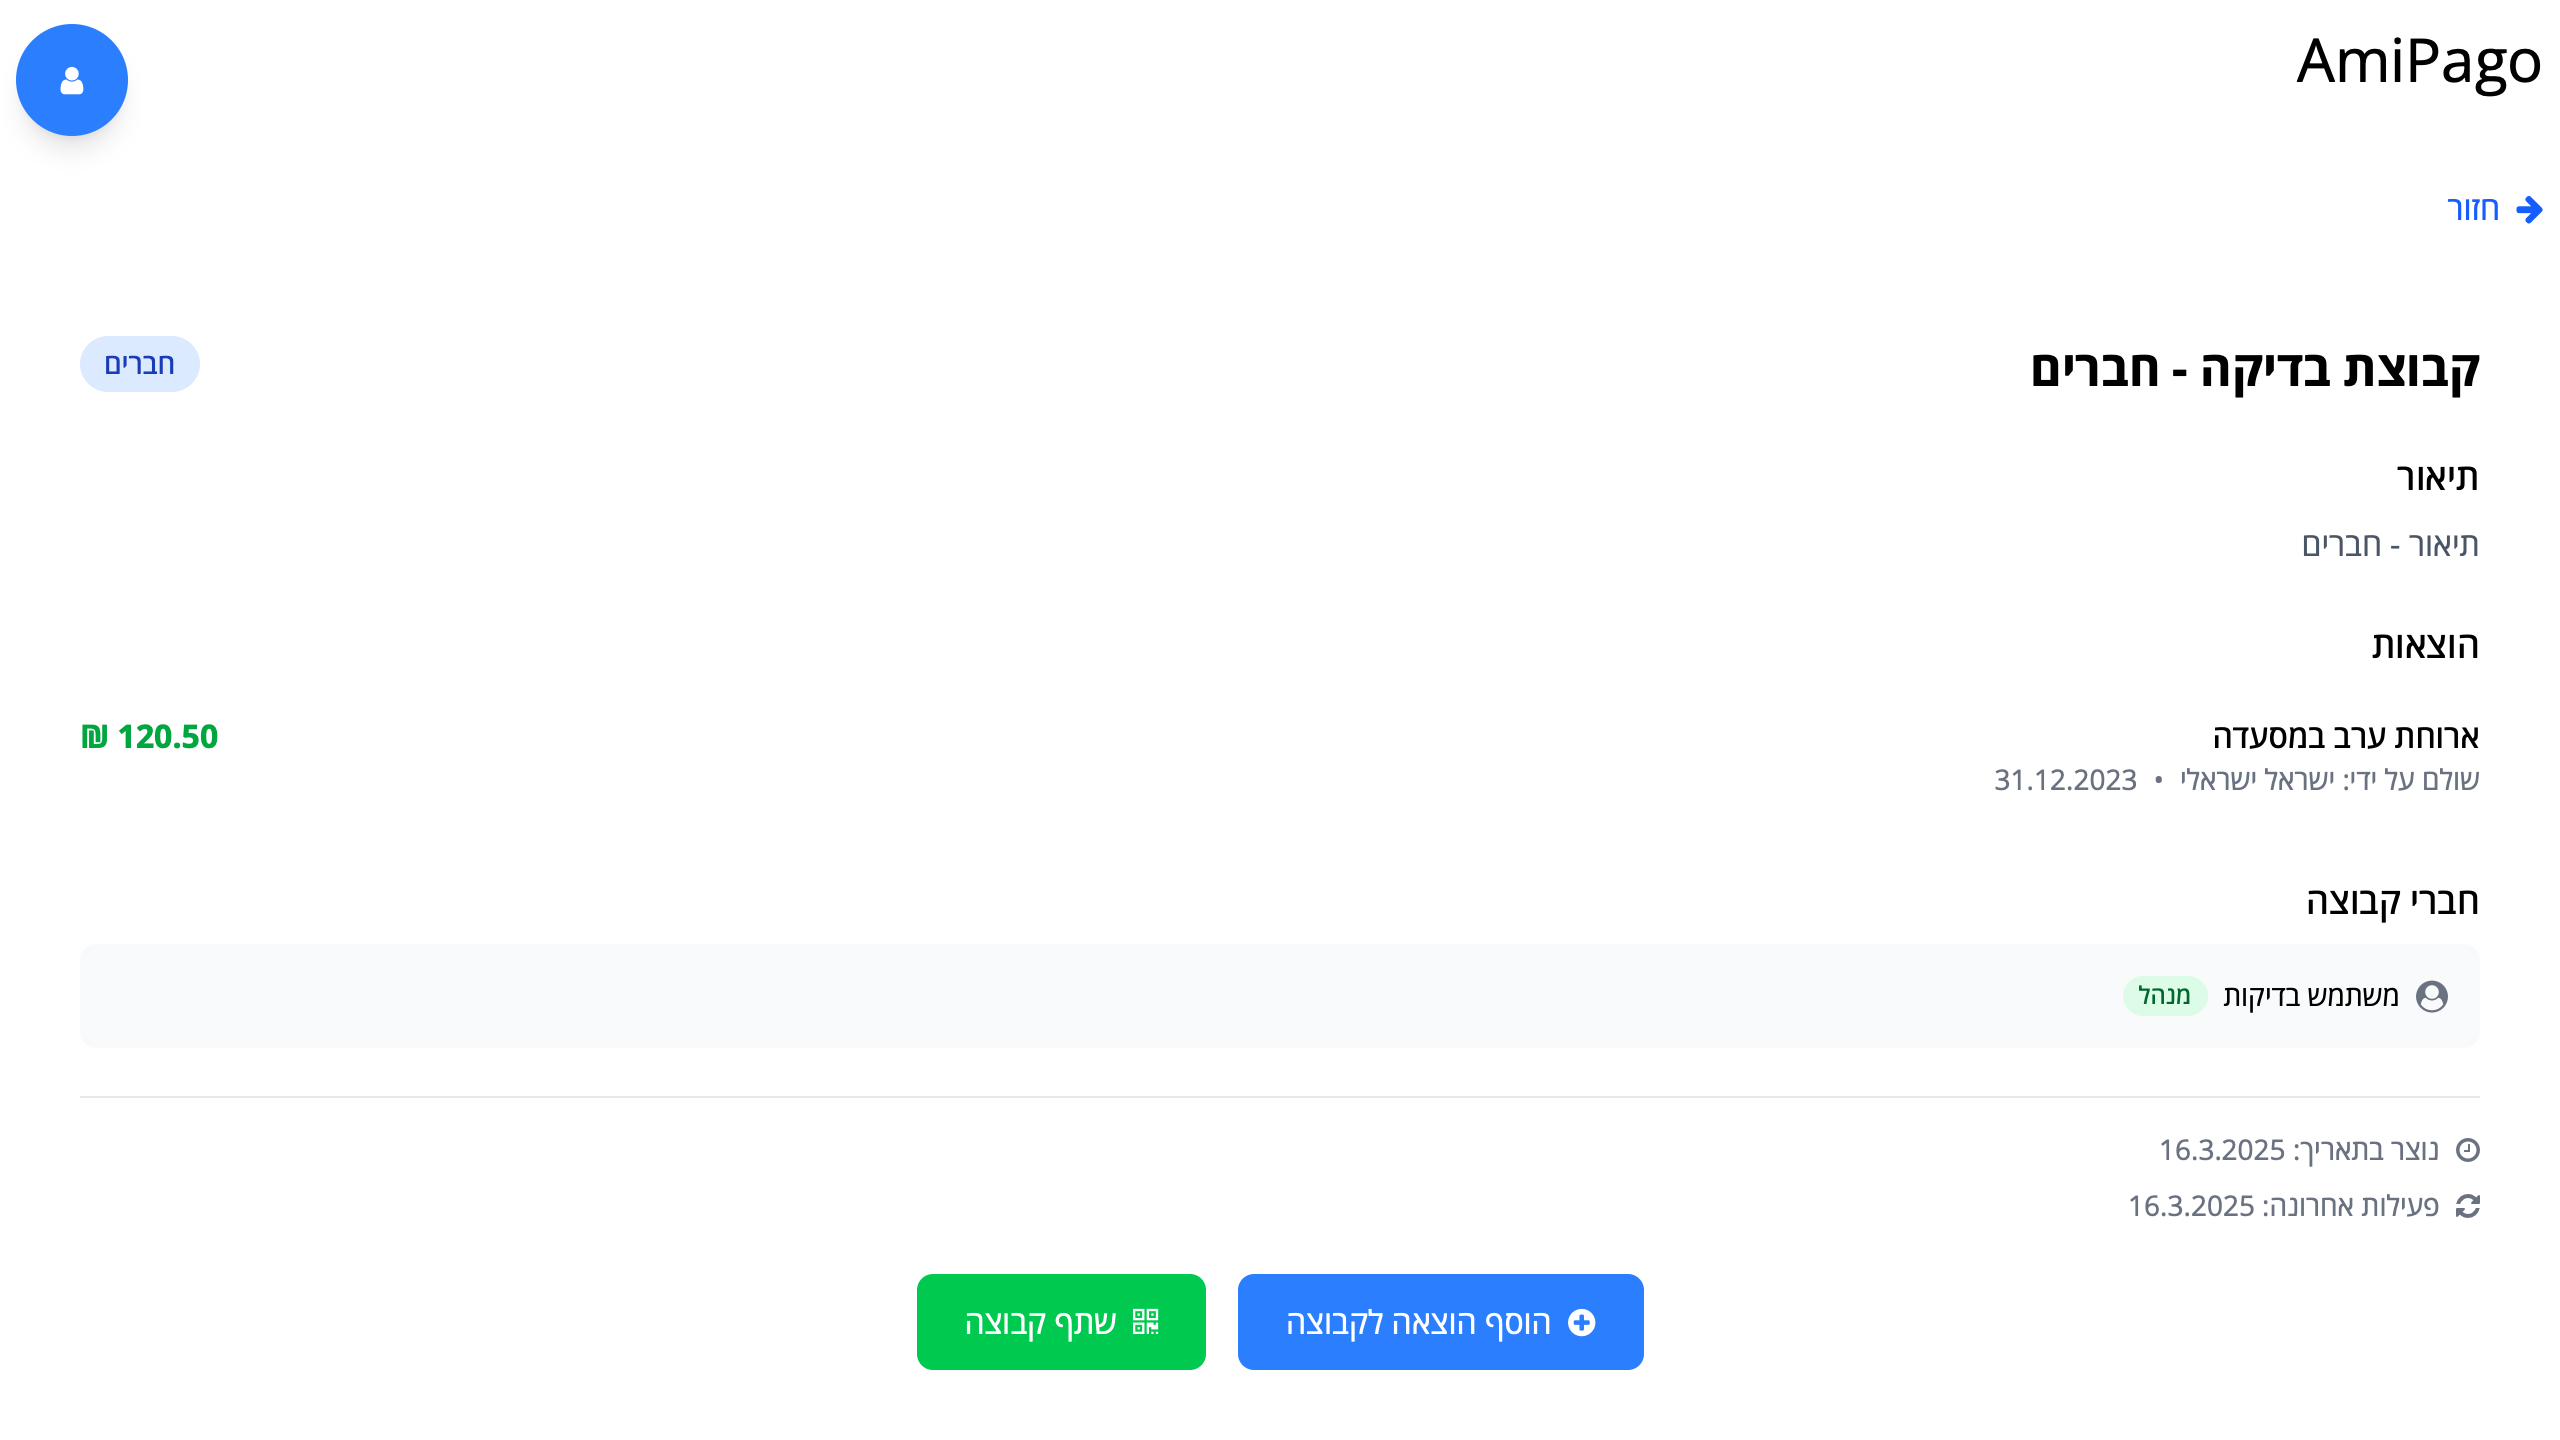 AmiPago
חזור
קבוצת בדיקה - חברים
חברים
תיאור
תיאור - חברים
הוצאות
ארוחת ערב במסעדה
120.50 ₪
שולם על ידי: ישראל ישראלי • 31.12.2023
חברי קבוצה
משתמש בדיקות מנהל
נוצר בתאריך: 16.3.2025
פעילות אחרונה: 16.3.2025
הוסף הוצאה לקבוצה
שתף קבוצה